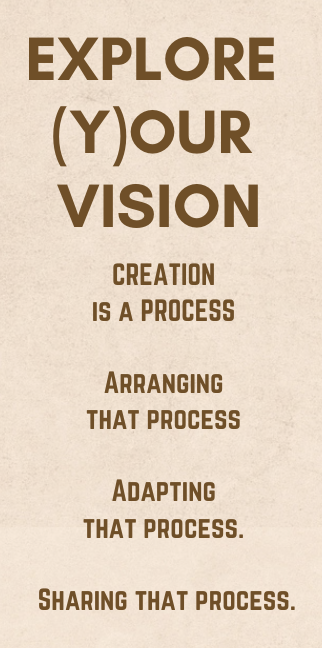 EXPLORE
(Y)OUR
VISION
CREATION
IS A PROCESS
ARRANGING
THAT PROCESS
ADAPTING
THAT PROCESS.
SHARING THAT PROCESS.